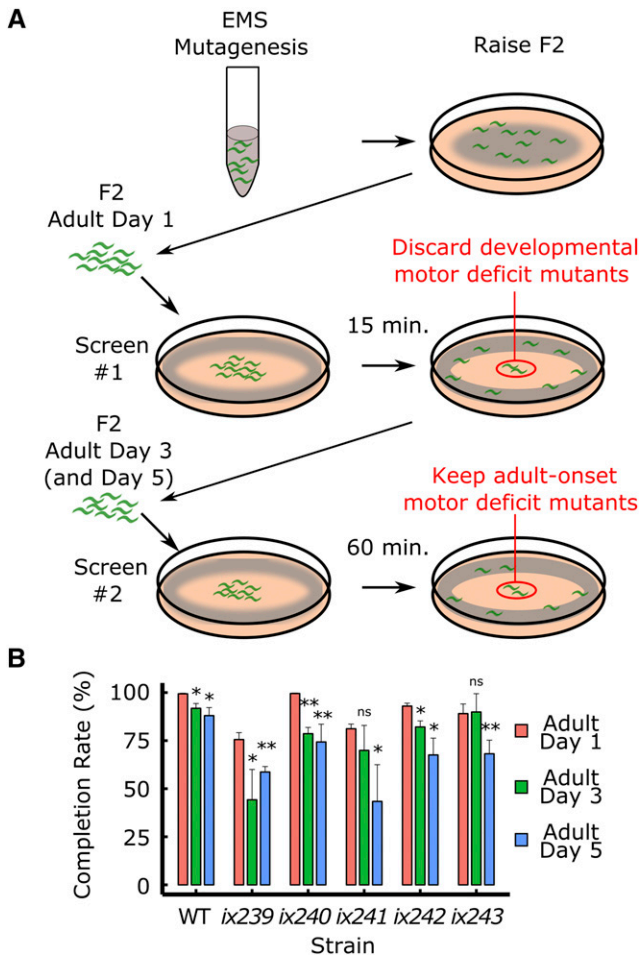 A
EMS
Mutagenesis
Raise F2
F2
Adult Day 1
Discard developmental
motor deficit mutants
Screen
#1
15 min.
F2
Adult Day 3
(and Day 5)
Keep adult-onset
motor deficit mutants
Screen
#2
60 min.
B
Completion Rate (%)
100
75
50
25
0
* *
* **
** **
ns *
* *
ns **
WT ix239 ix240 ix241 ix242 ix243
Strain
Adult
Day 1
Adult
Day 3
Adult
Day 5